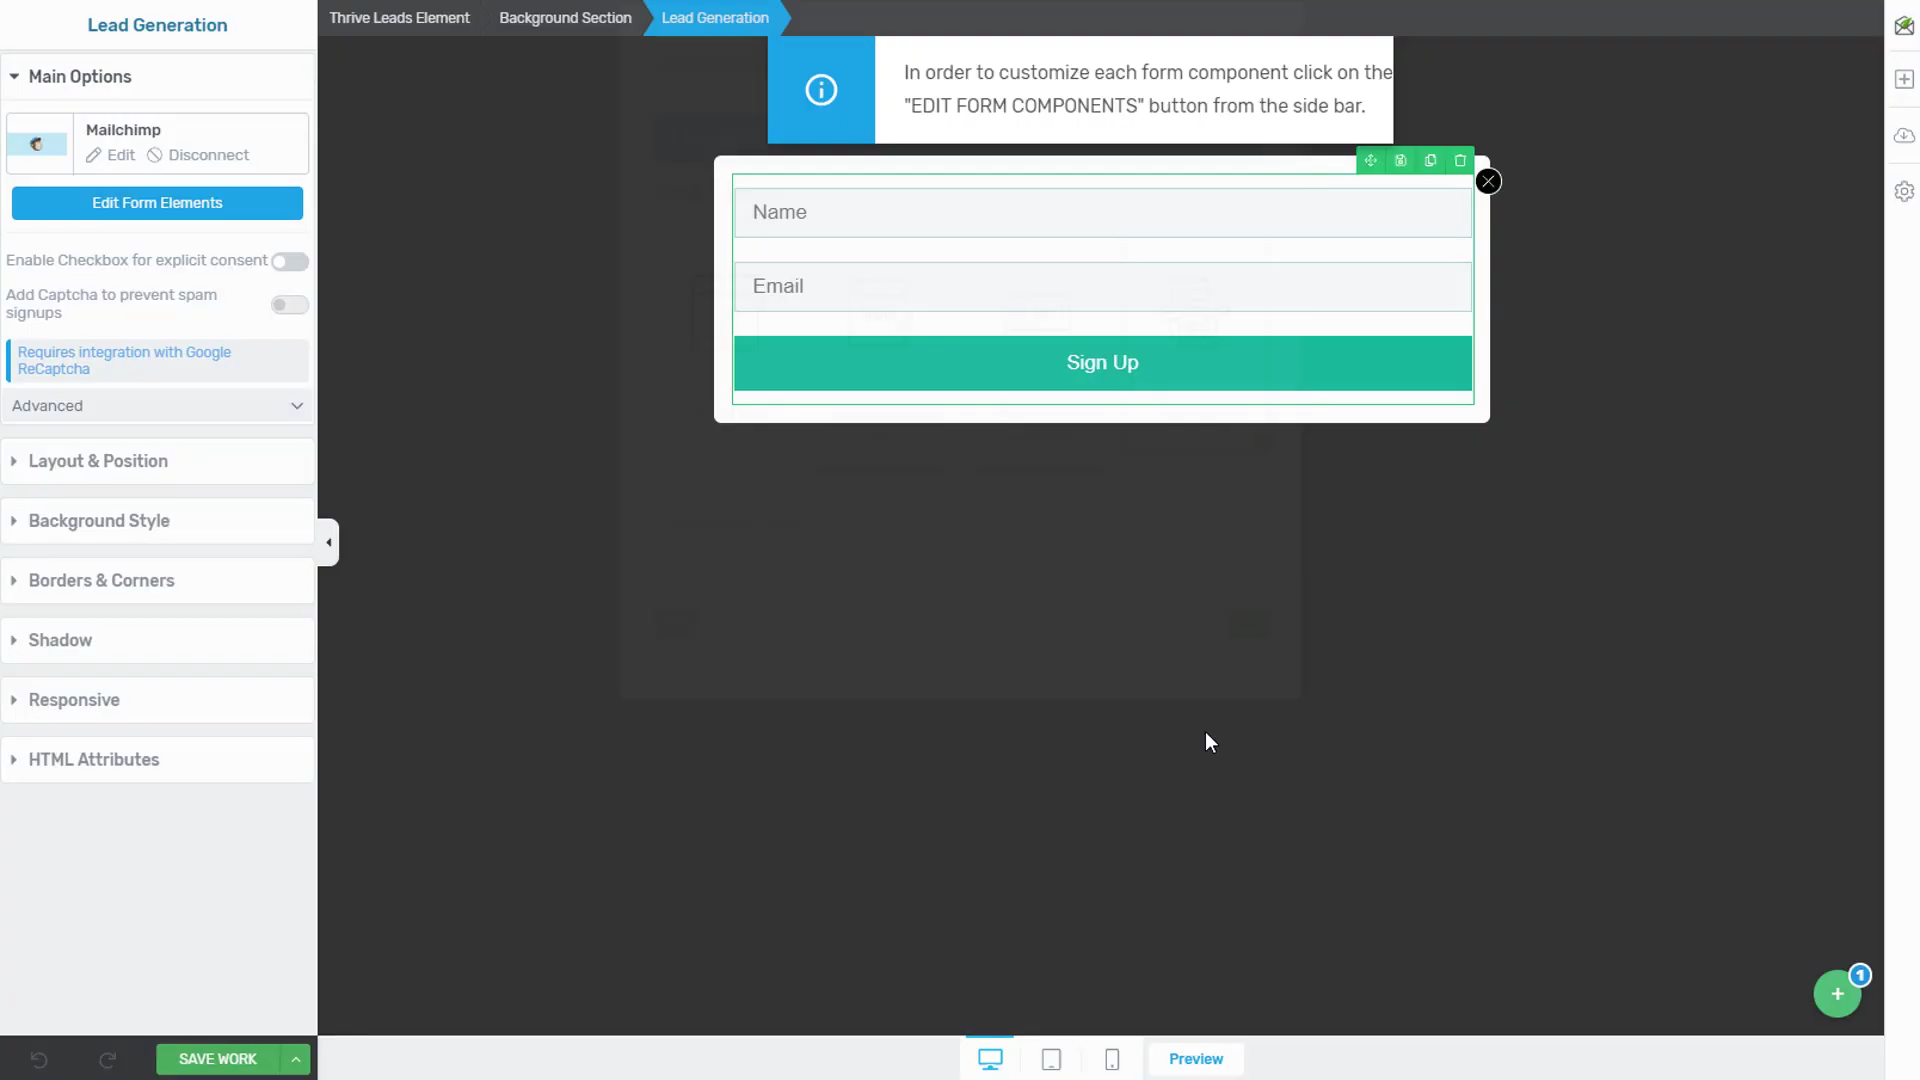 Lead Generation
Thrive Leads Element
Background Section
Lead Generation
Main Options
In order to customize each form component click on the
"EDIT FORM COMPONENTS" button from the side bar.
Mailchimp
Edit
Disconnect
Edit Form Elements
Name
Enable Checkbox for explicit consent
Email
Add Captcha to prevent spam
signups
Requires integration with Google
ReCaptcha
Sign Up
Advanced
Layout & Position
Background Style
Borders & Corners
Shadow
Responsive
HTML Attributes
1
SAVE WORK
Preview